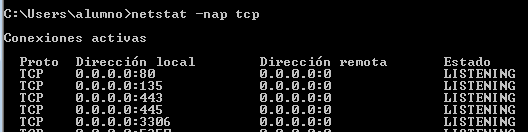 C:\Users\alumno>netstat -nap tcp
Conexiones activas
Proto Dirección local Dirección remota Estado
TCP 0.0.0.0:80 0.0.0.0:0 LISTENING
TCP 0.0.0.0:135 0.0.0.0:0 LISTENING
TCP 0.0.0.0:443 0.0.0.0:0 LISTENING
TCP 0.0.0.0:445 0.0.0.0:0 LISTENING
TCP 0.0.0.0:3306 0.0.0.0:0 LISTENING